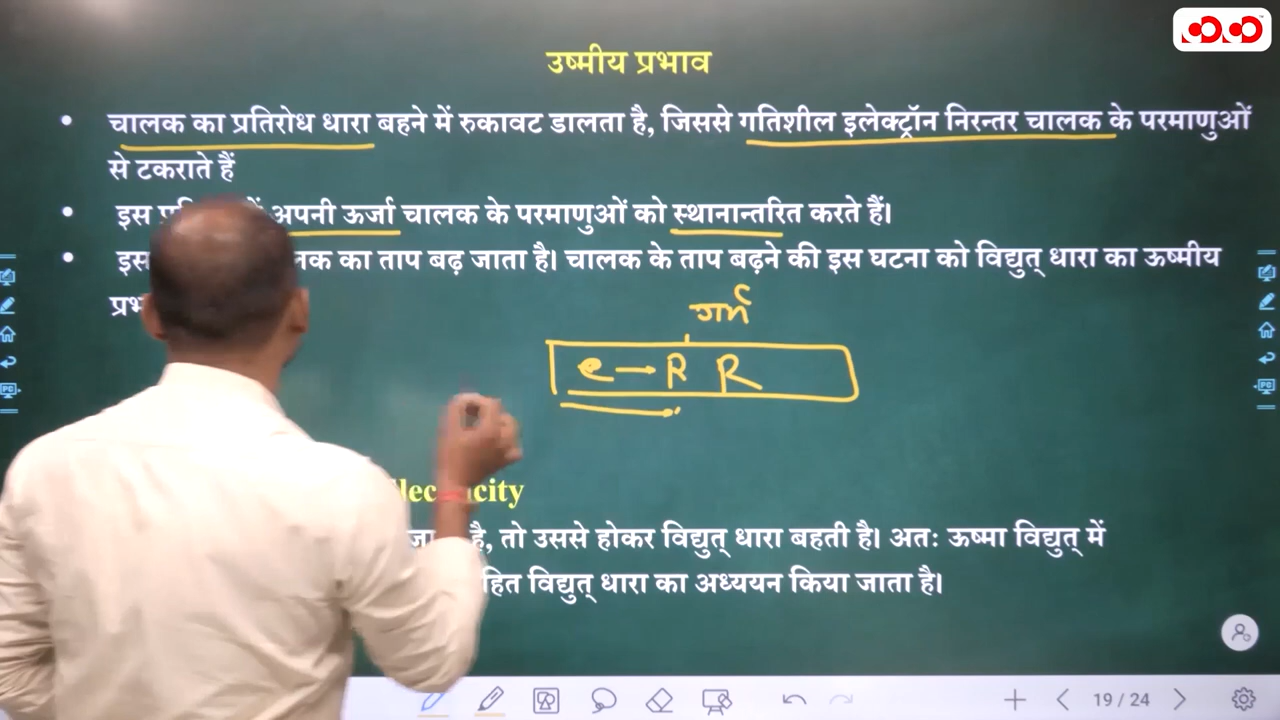 उष्मीय प्रभाव
• चालक का प्रतिरोध धारा बहने में रुकावट डालता है, जिससे गतिशील इलेक्ट्रॉन निरन्तर चालक के परमाणुओं
से टकराते हैं
• इस अपनी ऊर्जा चालक के परमाणुओं को स्थानान्तरित करते हैं।
• इस का ताप बढ़ जाता है। चालक के ताप बढ़ने की इस घटना को विद्युत् धारा का ऊष्मीय
गर्म
e → R R
है, तो उससे होकर विद्युत् धारा बहती है। अतः ऊष्मा विद्युत् में
विद्युत् धारा का अध्ययन किया जाता है।
19 / 24